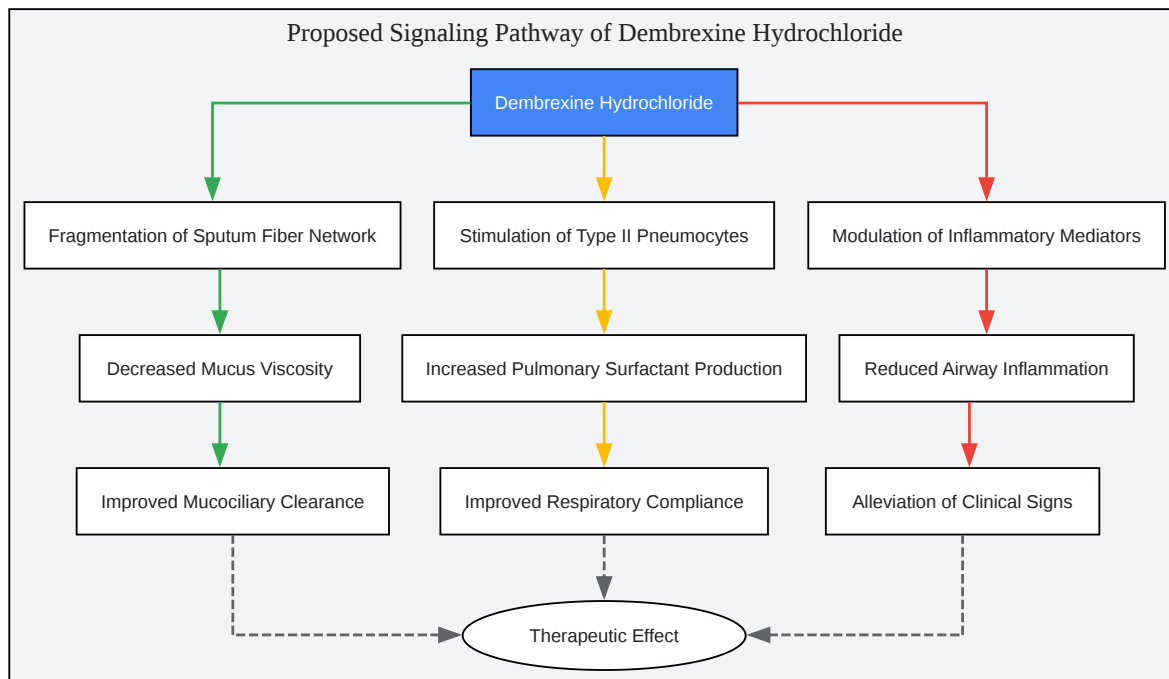 Proposed Signaling Pathway of Dembrexine Hydrochloride
Dembrexine Hydrochloride
Fragmentation of Sputum Fiber Network
Stimulation of Type II Pneumocytes
Modulation of Inflammatory Mediators
Decreased Mucus Viscosity
Increased Pulmonary Surfactant Production
Reduced Airway Inflammation
Improved Mucociliary Clearance
Improved Respiratory Compliance
Alleviation of Clinical Signs
Therapeutic Effect